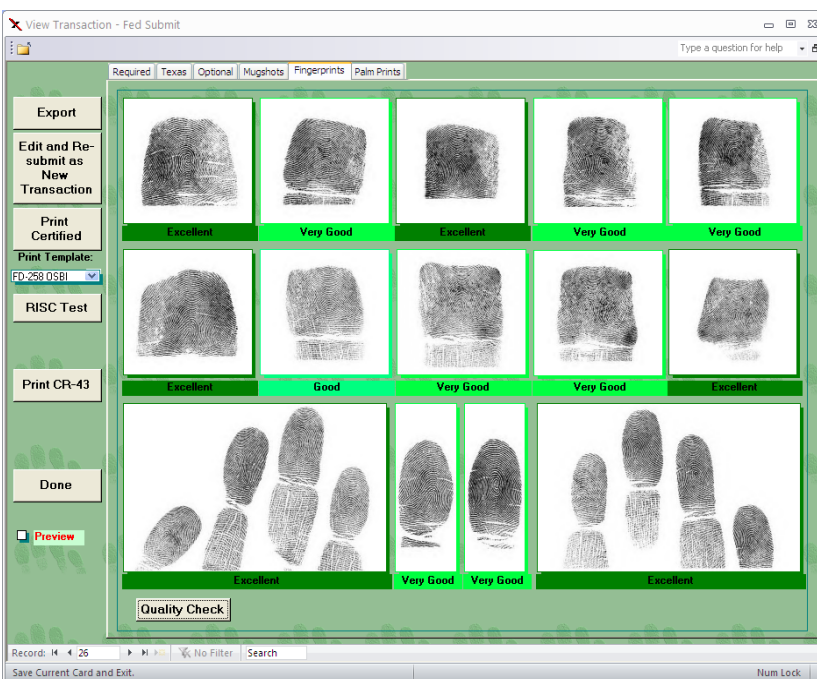 View Transaction - Fed Submit
Type a question for help
Required Texas Optional Mugshots Fingerprints Palm Prints
Export
Edit and Re-
submit as
New
Transaction
Print
Certified
Print Template:
FD-258 OSBI
RISC Test
Print CR-43
Done
Preview
Excellent Very Good Excellent Very Good Very Good
Excellent Good Very Good Very Good Excellent
Excellent Very Good Very Good Excellent
Quality Check
Record: 26 No Filter Search
Save Current Card and Exit. Num Lock